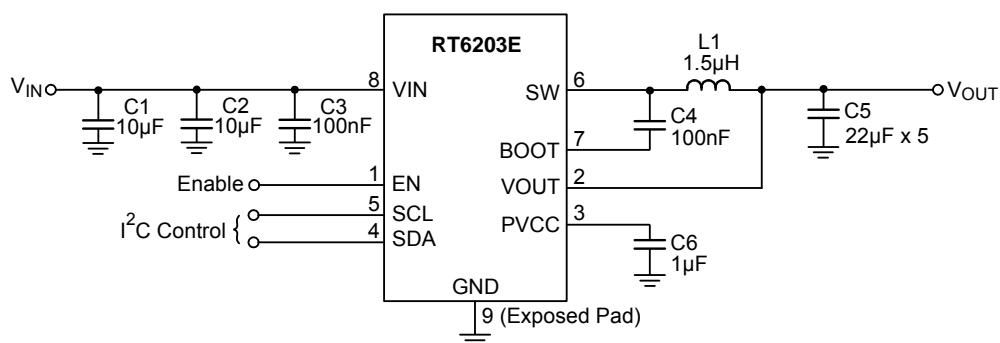 RT6203E
L1
1.5µH
V_IN
8
VIN
6
SW
V_OUT
C1
10µF
C2
10µF
C3
100nF
C4
100nF
C5
22µF x 5
7
BOOT
Enable
1
EN
2
VOUT
I²C Control
5
SCL
4
SDA
3
PVCC
C6
1µF
GND
9 (Exposed Pad)